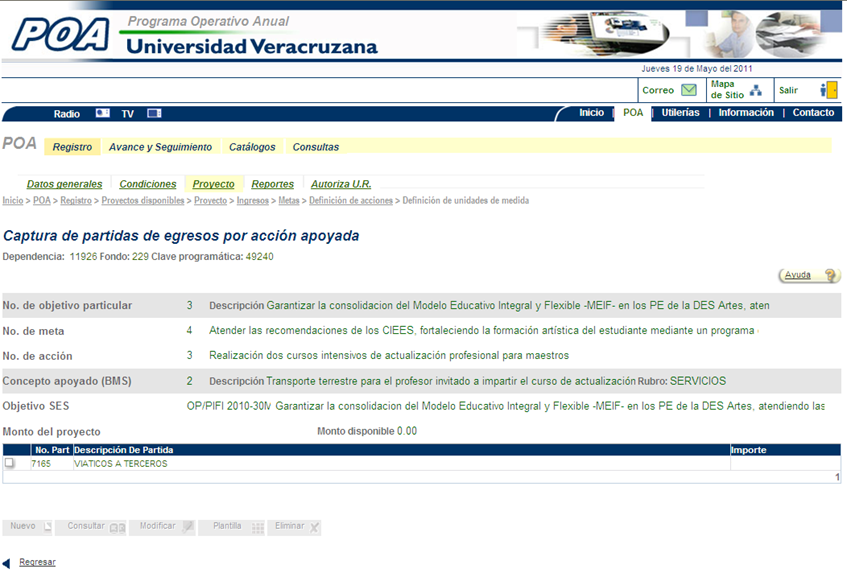 POA Programa Operativo Anual
Universidad Veracruzana
Jueves 19 de Mayo del 2011
Correo Mapa de Sitio Salir
Radio TV Inicio POA Utilerías Información Contacto
POA Registro Avance y Seguimiento Catálogos Consultas
Datos generales Condiciones Proyecto Reportes Autoriza U.R.
Inicio > POA > Registro > Proyectos disponibles > Proyecto > Ingresos > Metas > Definición de acciones > Definición de unidades de medida
Captura de partidas de egresos por acción apoyada
Dependencia: 11926 Fondo: 229 Clave programática: 49240
Ayuda
No. de objetivo particular 3 Descripción Garantizar la consolidacion del Modelo Educativo Integral y Flexible -MEIF- en los PE de la DES Artes, aten
No. de meta 4 Atender las recomendaciones de los CIEES, fortaleciendo la formación artística del estudiante mediante un programa
No. de acción 3 Realización dos cursos intensivos de actualización profesional para maestros
Concepto apoyado (BMS) 2 Descripción Transporte terrestre para el profesor invitado a impartir el curso de actualización Rubro: SERVICIOS
Objetivo SES OP/PIFI 2010-30M Garantizar la consolidacion del Modelo Educativo Integral y Flexible -MEIF- en los PE de la DES Artes, atendiendo las
Monto del proyecto Monto disponible 0.00
No. Part Descripción De Partida Importe
7165 VIATICOS A TERCEROS
1
Nuevo Consultar Modificar Plantilla Eliminar
Regresar